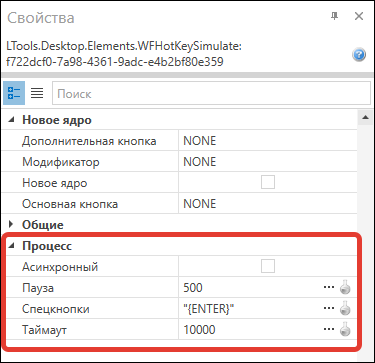 Свойства
LTools.Desktop.Elements.WFHotKeySimulate:
f722dcf0-7a98-4361-9adc-e4b2bf80e359
Поиск
Новое ядро
Дополнительная кнопка NONE
Модификатор NONE
Новое ядро
Основная кнопка NONE
Общие
Процесс
Асинхронный
Пауза 500 ...
Спецкнопки "{ENTER}" ...
Таймаут 10000 ...